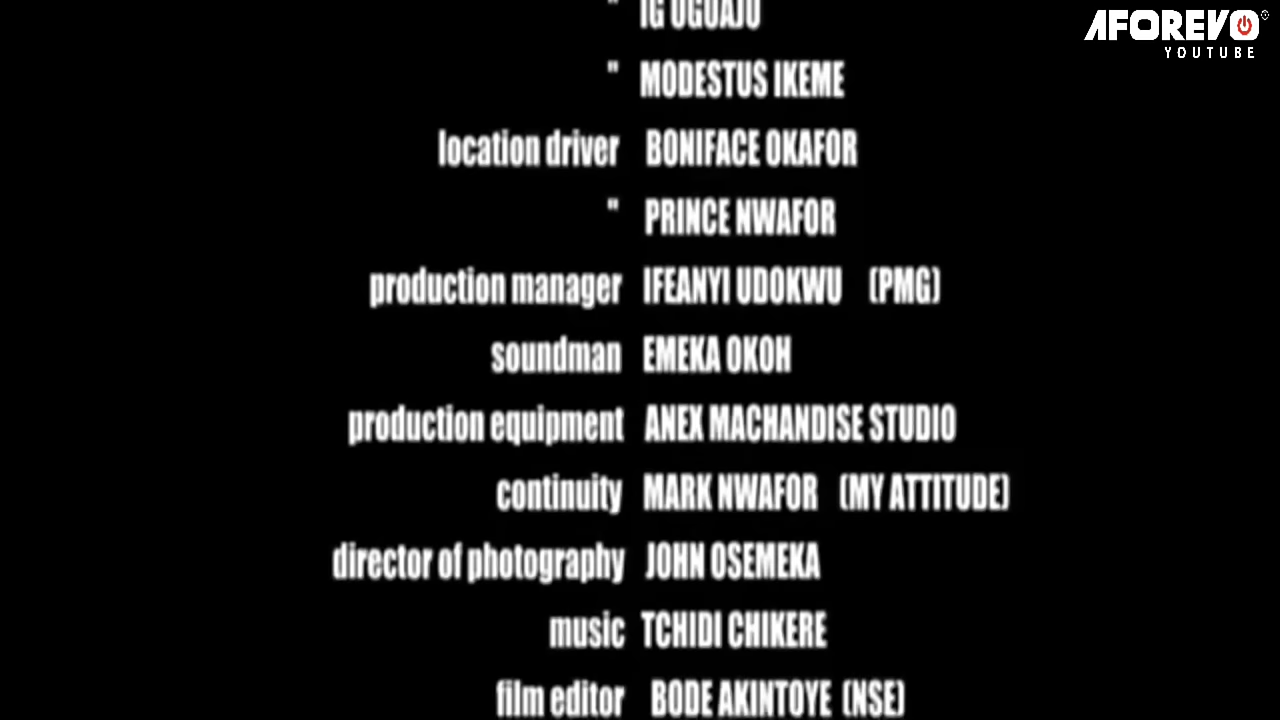 AFOREVO
YOUTUBE
"
" MODESTUS IKEME
location driver BONIFACE OKAFOR
" PRINCE NWAFOR
production manager IFEANYI UDOKWU (PMG)
soundman EMEKA OKOH
production equipment ANEX MACHANDISE STUDIO
continuity MARK NWAFOR (MY ATTITUDE)
director of photography JOHN OSEMEKA
music TCHIDI CHIKERE
film editor BODE AKINTOYE (NSE)